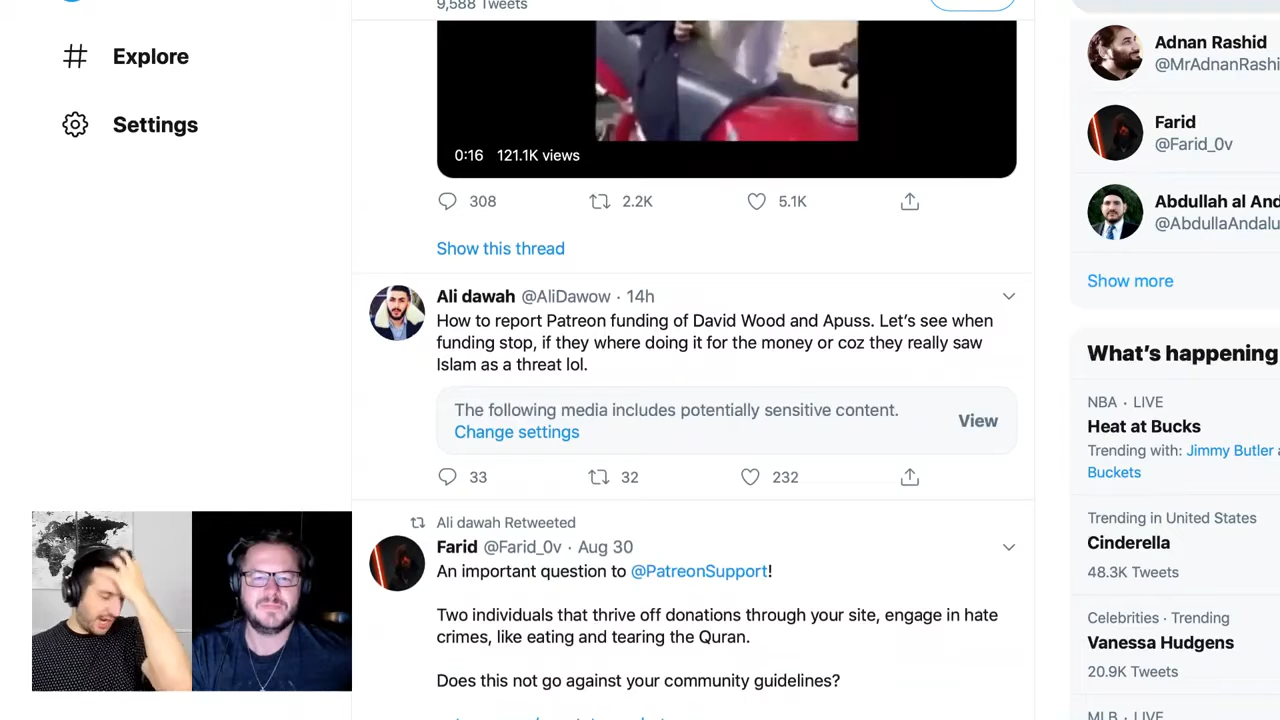 9,588 Tweets
Explore
Settings
0:16 121.1K views
308 2.2K 5.1K
Show this thread
Ali dawah @AliDawow · 14h
How to report Patreon funding of David Wood and Apuss. Let's see when
funding stop, if they where doing it for the money or coz they really saw
Islam as a threat lol.
The following media includes potentially sensitive content.
Change settings
View
33 32 232
Ali dawah Retweeted
Farid @Farid_0v · Aug 30
An important question to @PatreonSupport!
Two individuals that thrive off donations through your site, engage in hate
crimes, like eating and tearing the Quran.
Does this not go against your community guidelines?
Adnan Rashid
@MrAdnanRashi
Farid
@Farid_0v
Abdullah al And
@AbdullaAndalu
Show more
What's happening
NBA · LIVE
Heat at Bucks
Trending with: Jimmy Butler
Buckets
Trending in United States
Cinderella
48.3K Tweets
Celebrities · Trending
Vanessa Hudgens
20.9K Tweets
MLB · LIVE